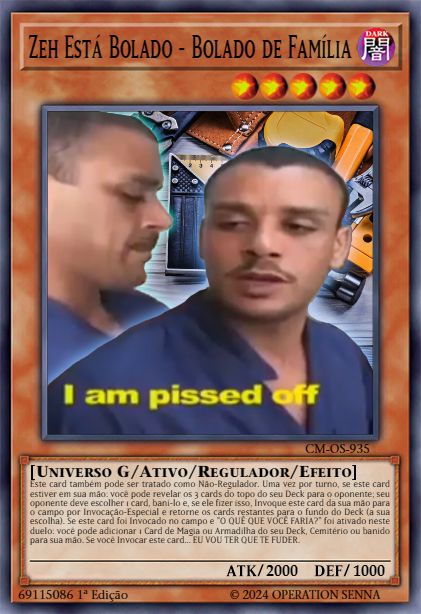 Zeh Está Bolado - Bolado de Família
DARK
闇
1 2 3 4
I am pissed off
CM-OS-935
[Universo G/Ativo/Regulador/Efeito]
Este card também pode ser tratado como Não-Regulador. Uma vez por turno, se este card
estiver em sua mão: você pode revelar os 3 cards do topo do seu Deck para o oponente; seu
oponente deve escolher 1 card, baní-lo e, se ele fizer isso, Invoque este card da sua mão para
o campo por Invocação-Especial e retorne os cards restantes para o fundo do Deck (a sua
escolha). Se este card foi Invocado no campo e "O QUÊ QUE VOCÊ FARIA?" foi ativado neste
duelo: você pode adicionar 1 Card de Magia ou Armadilha do seu Deck, Cemitério ou banido
para sua mão. Se você Invocar este card... EU VOU TER QUE TE FUDER.
ATK/2000 DEF/1000
69115086 1ª Edição
© 2024 OPERATION SENNA